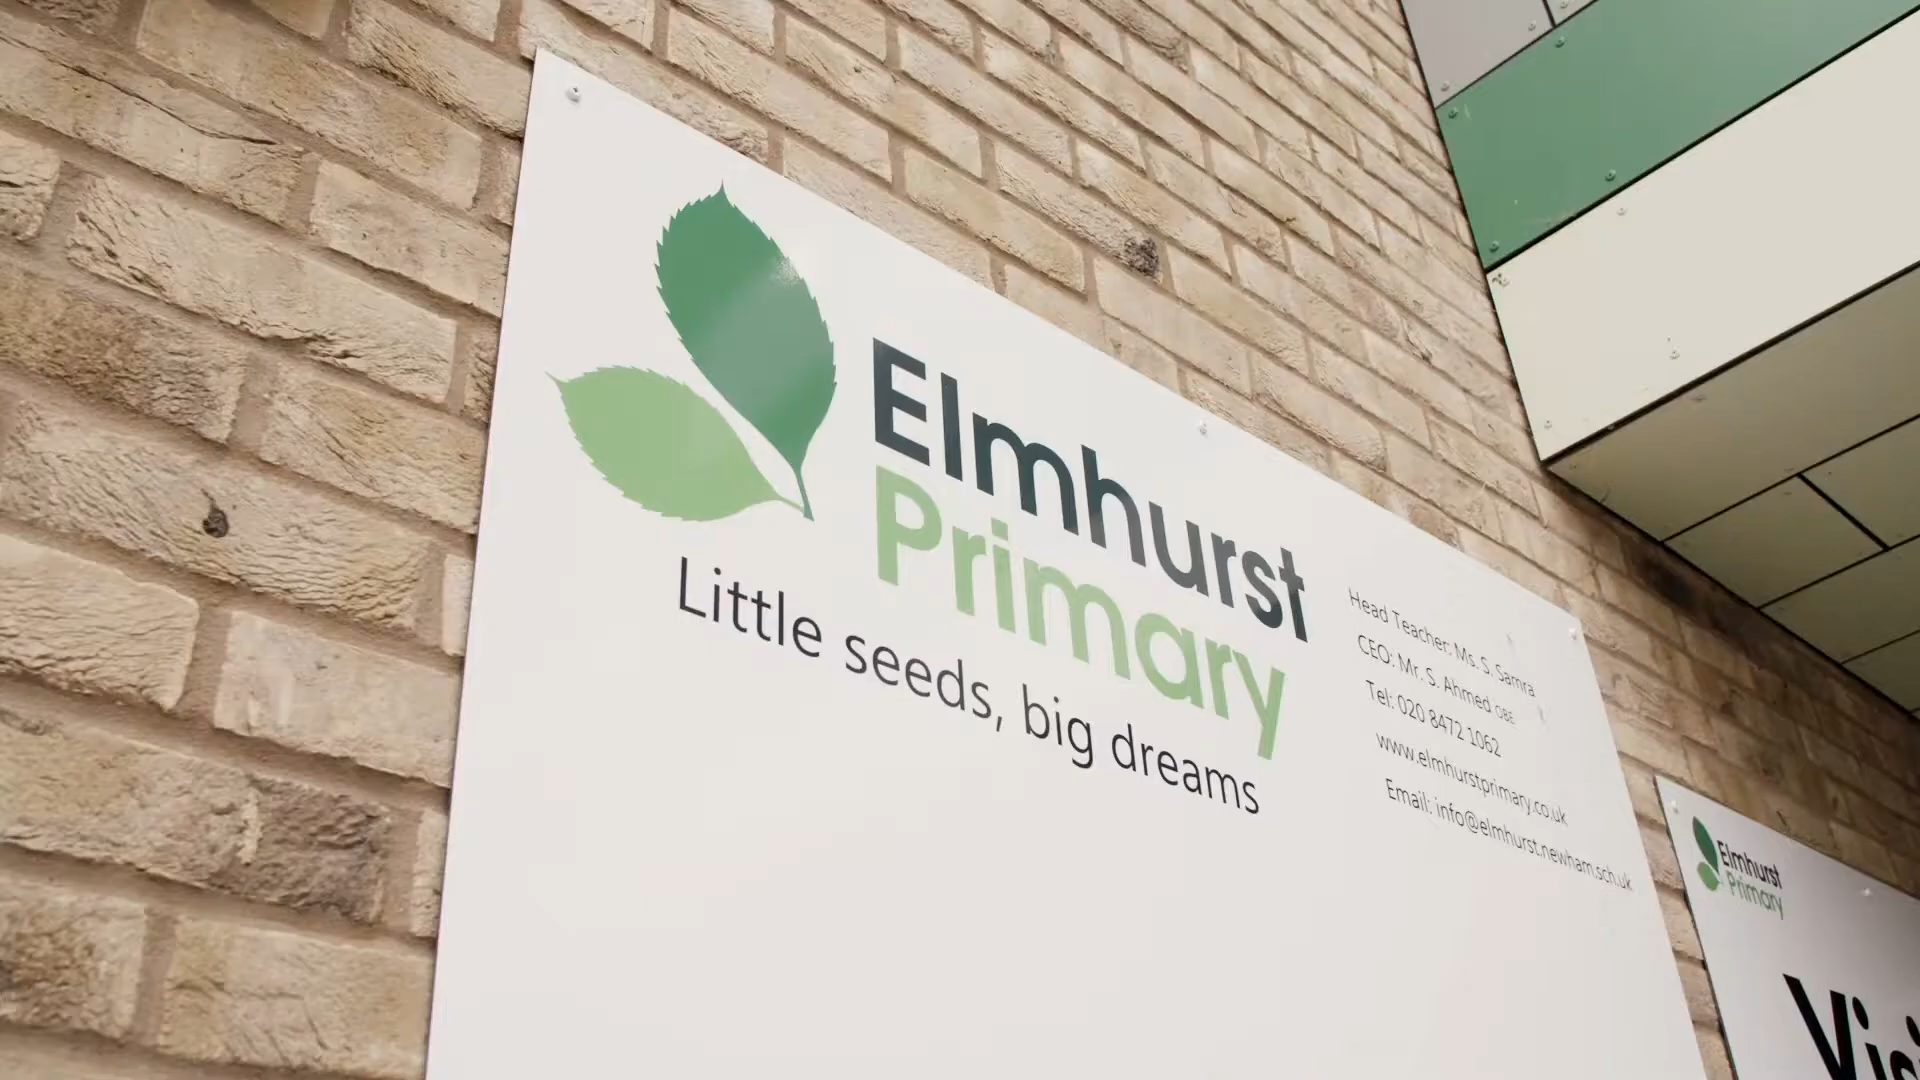 Elmhurst
Primary
Little seeds, big dreams
Head Teacher: Ms. S. Samra
CEO: Mr. S. Ahmed OBE
Tel: 020 8472 1062
www.elmhurstprimary.co.uk
Email: info@elmhurst.newham.sch.uk
Elmhurst
Primary